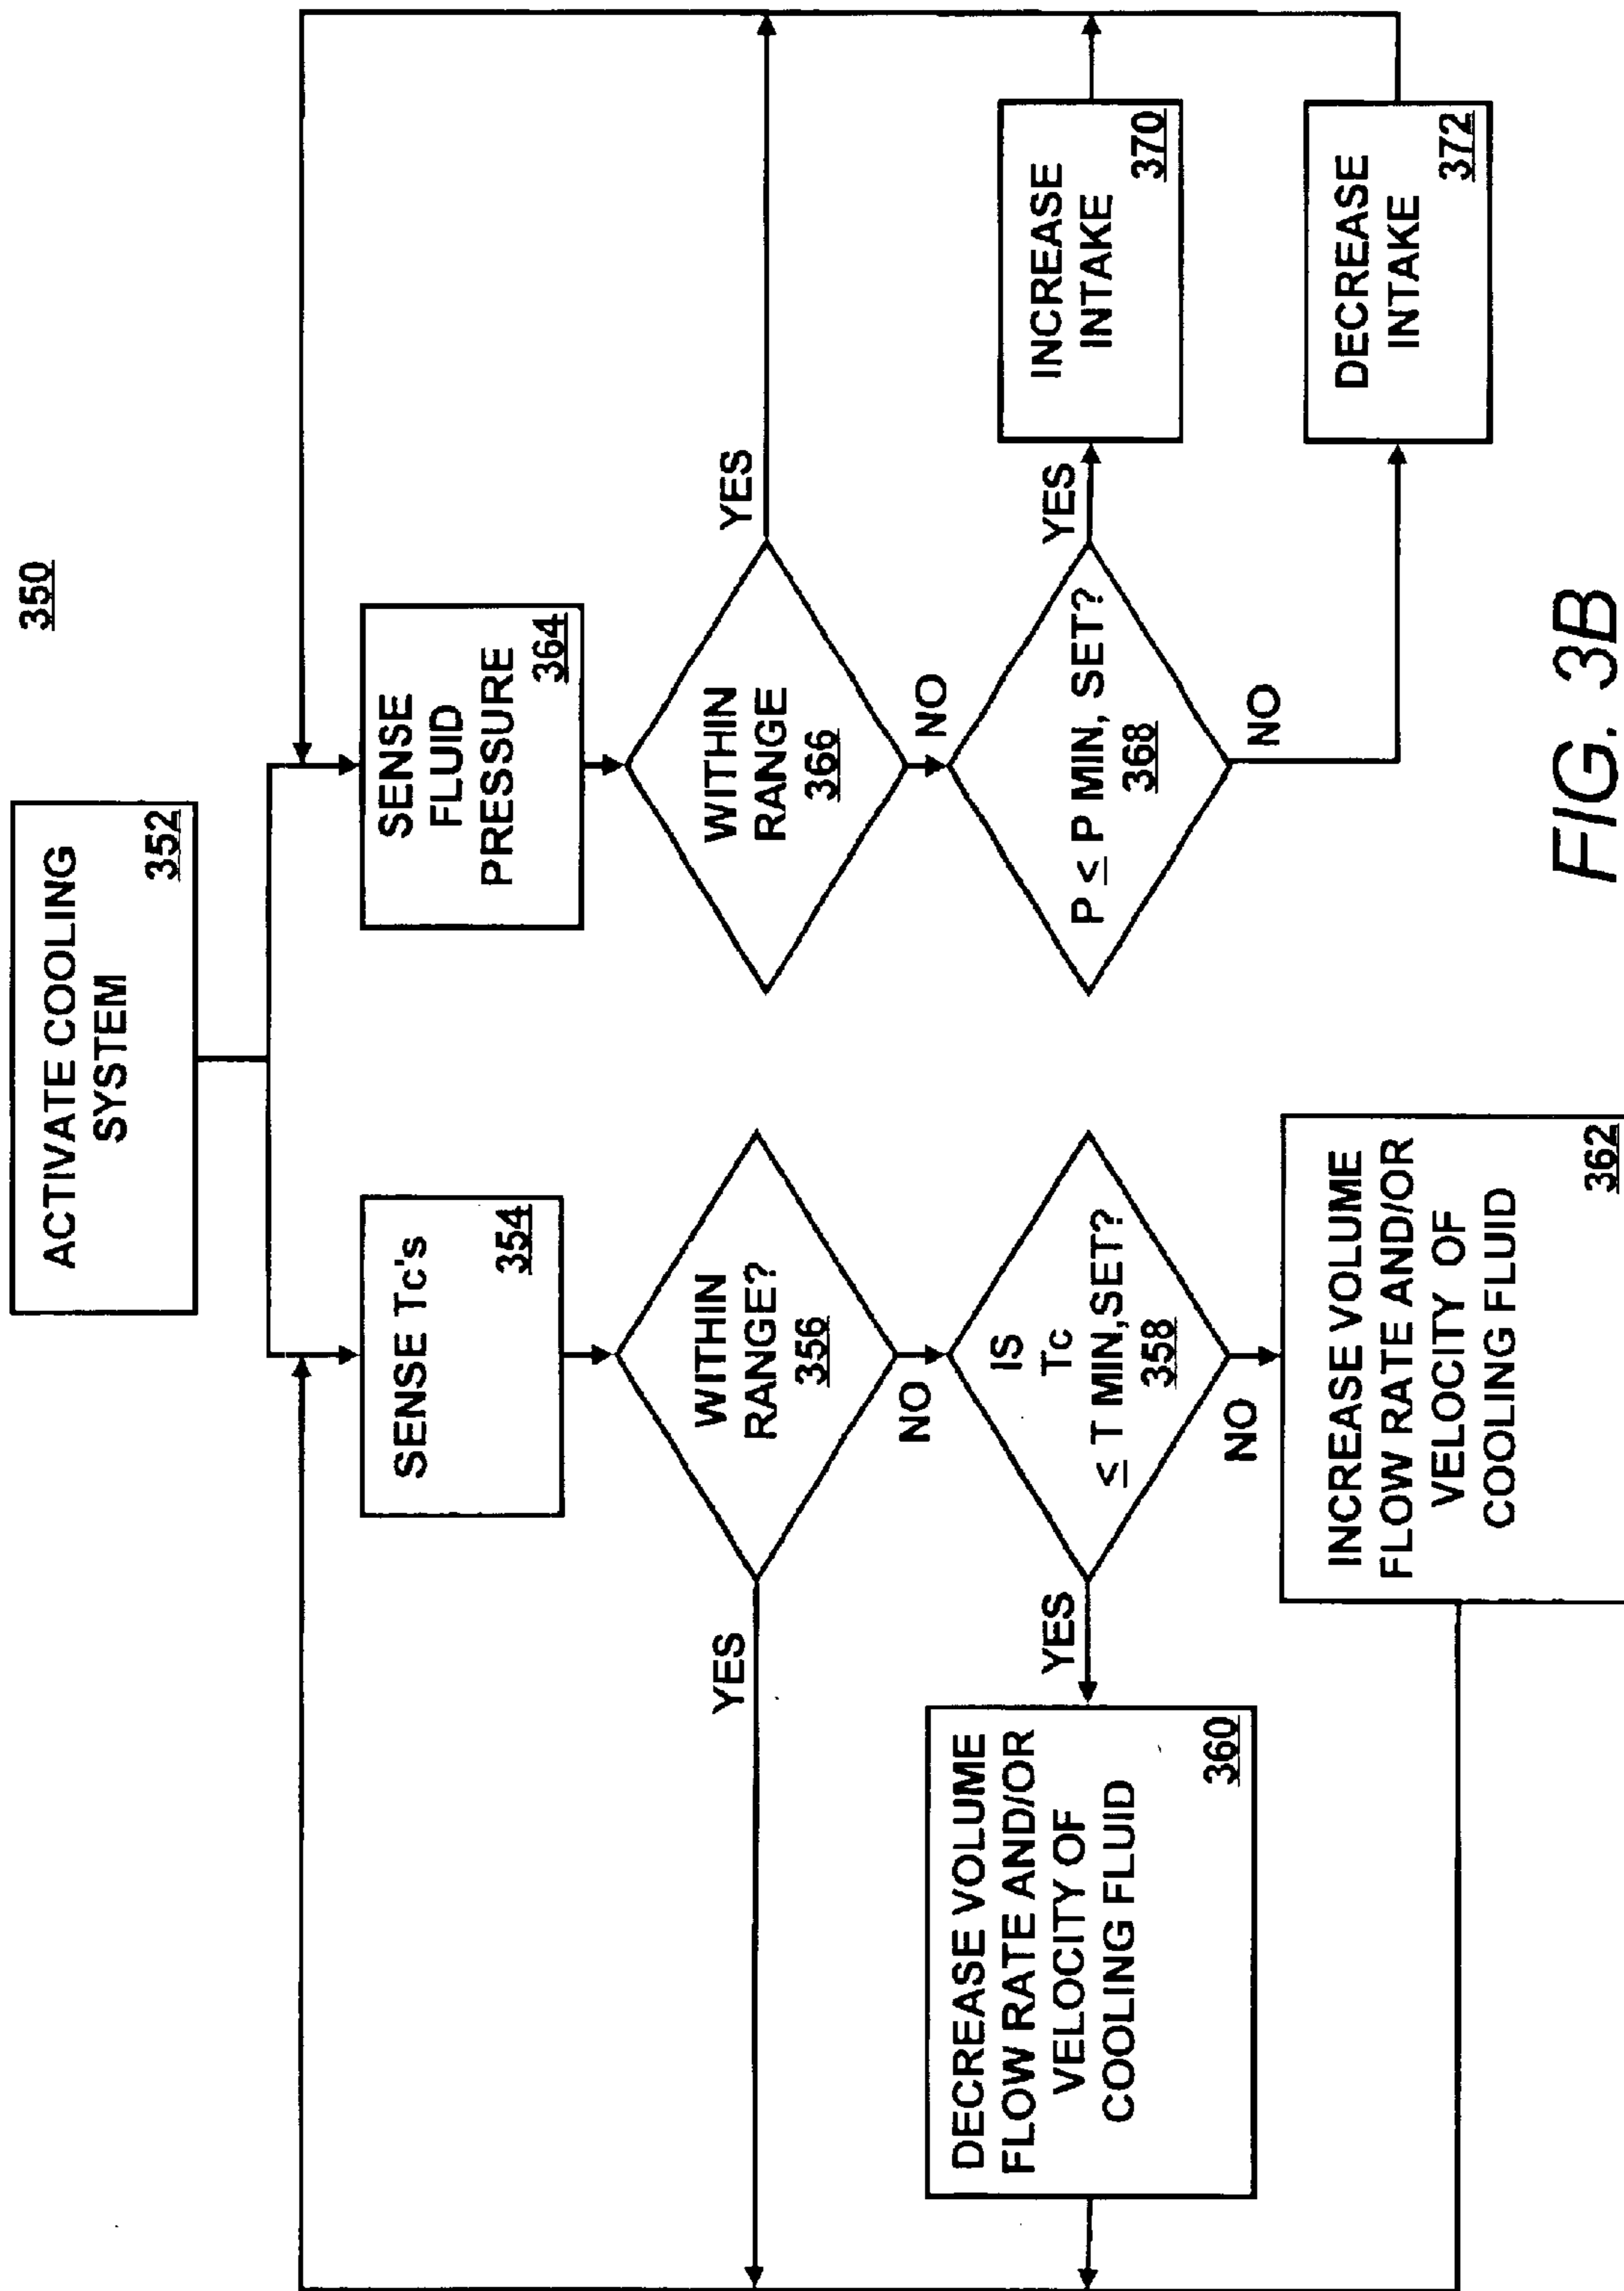 350
ACTIVATE COOLING
SYSTEM
352
SENSE Tc's
354
WITHIN
RANGE?
356
YES
NO
IS
Tc
≤ T MIN,SET?
358
YES
NO
DECREASE VOLUME
FLOW RATE AND/OR
VELOCITY OF
COOLING FLUID
360
INCREASE VOLUME
FLOW RATE AND/OR
VELOCITY OF
COOLING FLUID
362
SENSE
FLUID
PRESSURE
364
WITHIN
RANGE
366
YES
NO
P ≤ P MIN, SET?
368
YES
NO
INCREASE
INTAKE
370
DECREASE
INTAKE
372
FIG. 3B